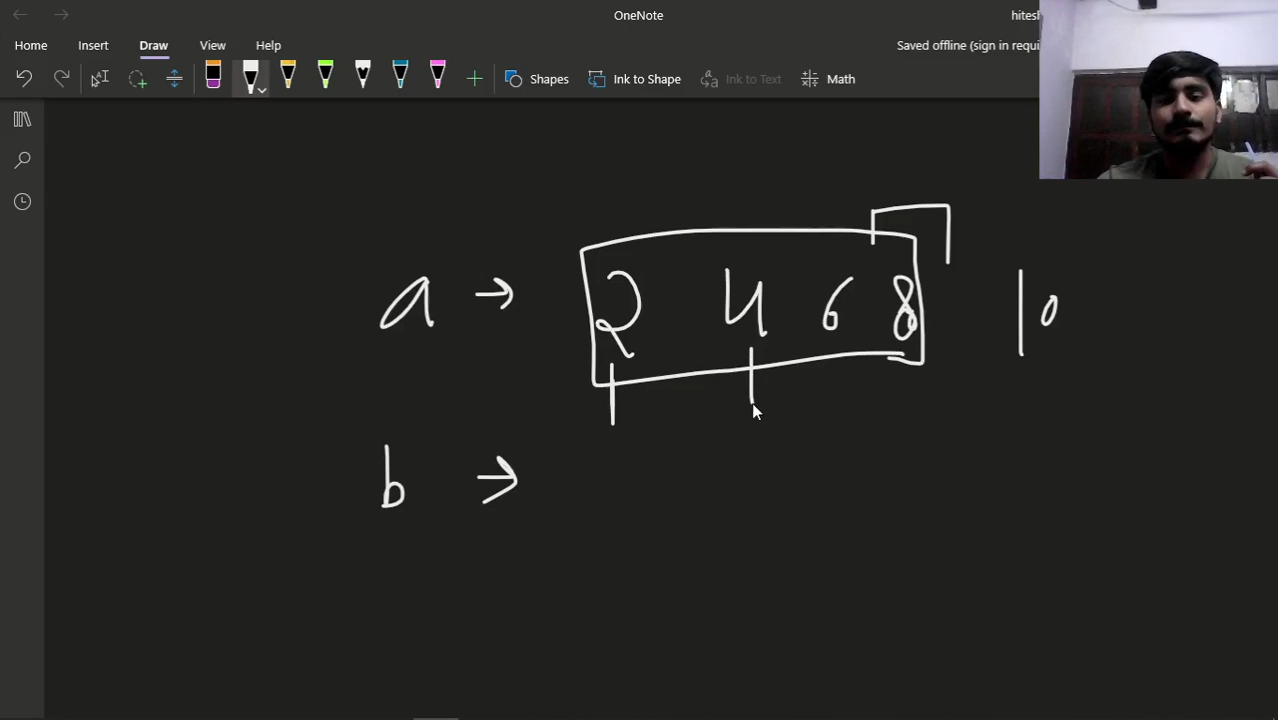 OneNote
hitesh
Home Insert Draw View Help
Saved offline (sign in requi
Shapes Ink to Shape Ink to Text Math
a → 2 4 6 8 10
b →